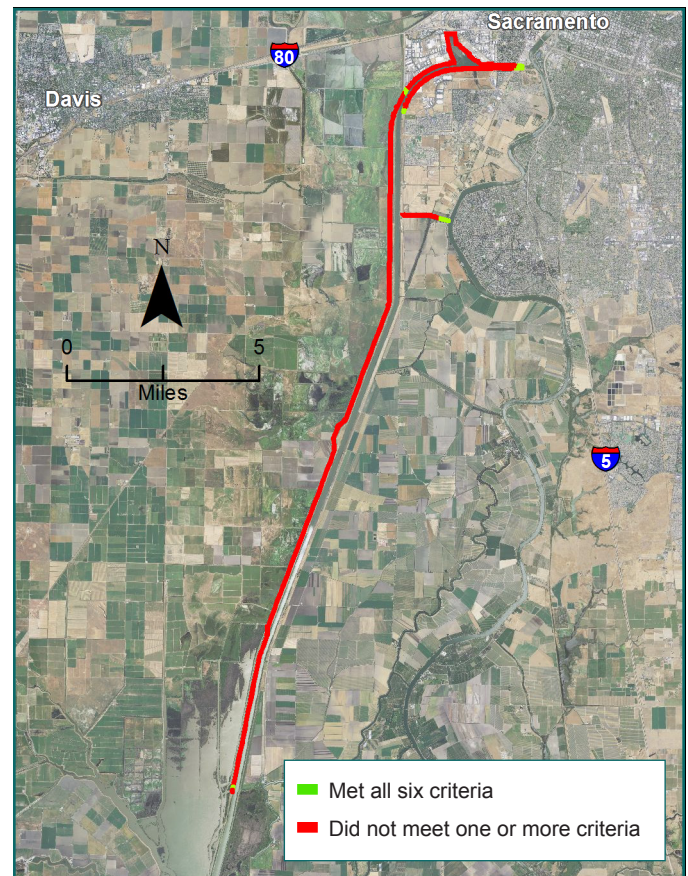 Sacramento
80
Davis
N
0 5
Miles
5
Met all six criteria
Did not meet one or more criteria